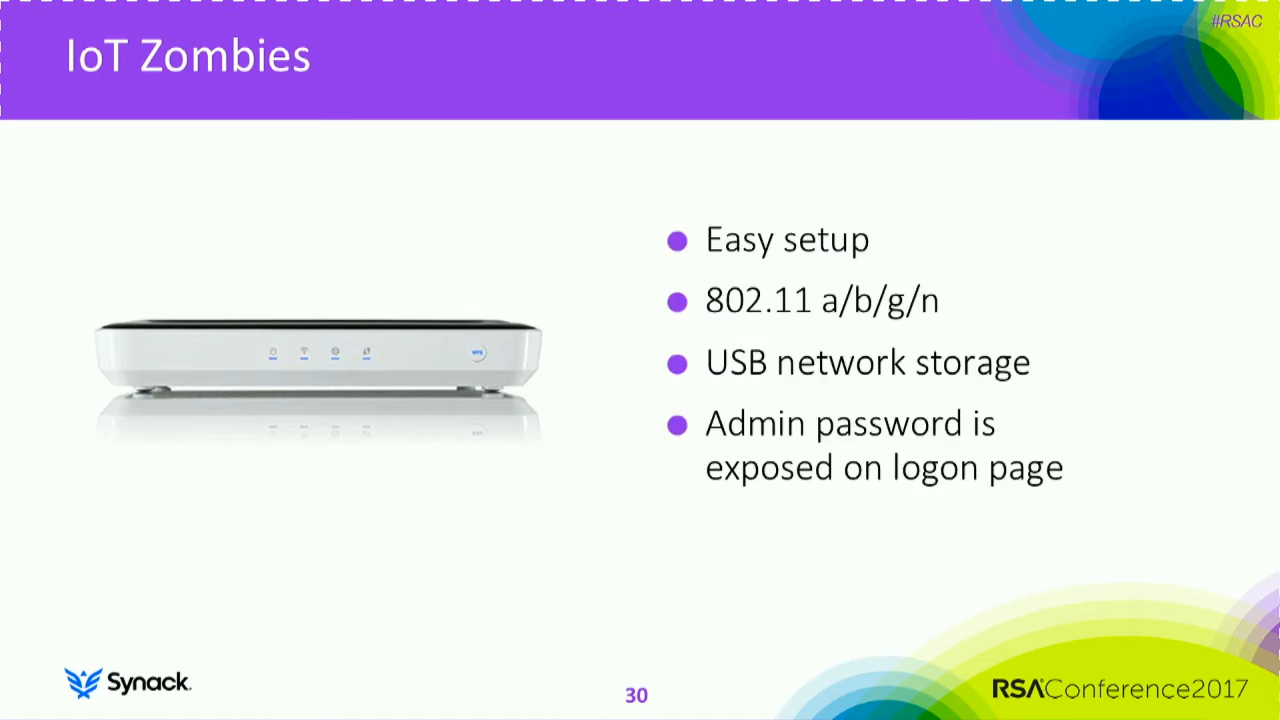 #RSAC
IoT Zombies
Easy setup
802.11 a/b/g/n
USB network storage
Admin password is
exposed on logon page
WPS
Synack
30
RSAConference2017